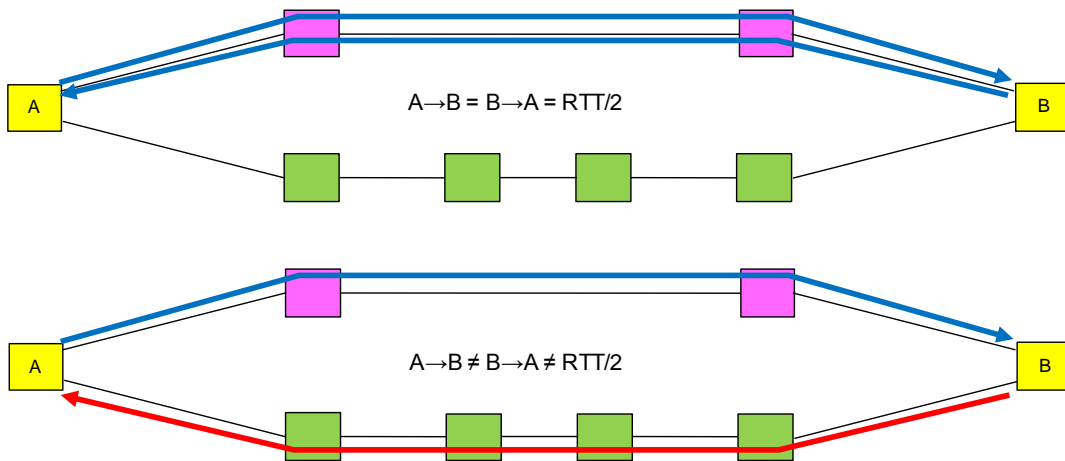 A
A→B = B→A = RTT/2
B
A
A→B ≠ B→A ≠ RTT/2
B